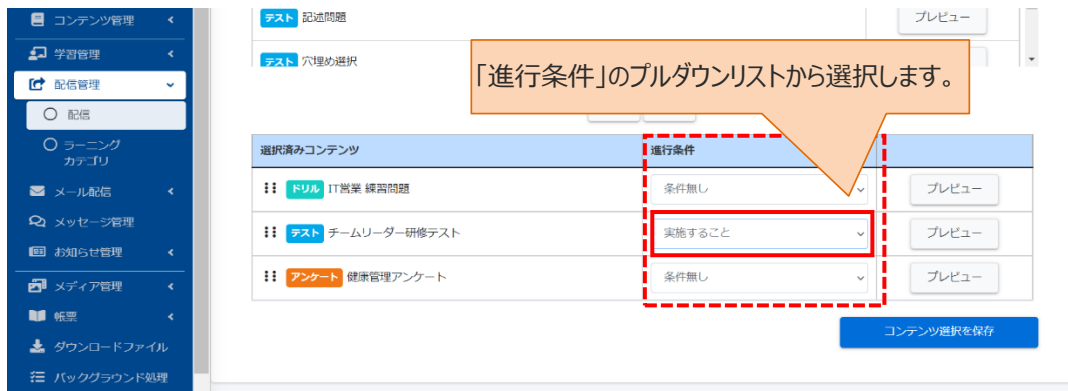 コンテンツ管理
学習管理
配信管理
配信
ラーニング
カテゴリ
メール配信
メッセージ管理
お知らせ管理
メディア管理
帳票
ダウンロードファイル
バックグラウンド処理
テスト 記述問題 プレビュー
テスト 穴埋め選択
「進行条件」のプルダウンリストから選択します。
選択済みコンテンツ 進行条件
ドリル IT営業 練習問題 条件無し プレビュー
テスト チームリーダー研修テスト 実施すること プレビュー
アンケート 健康管理アンケート 条件無し プレビュー
コンテンツ選択を保存